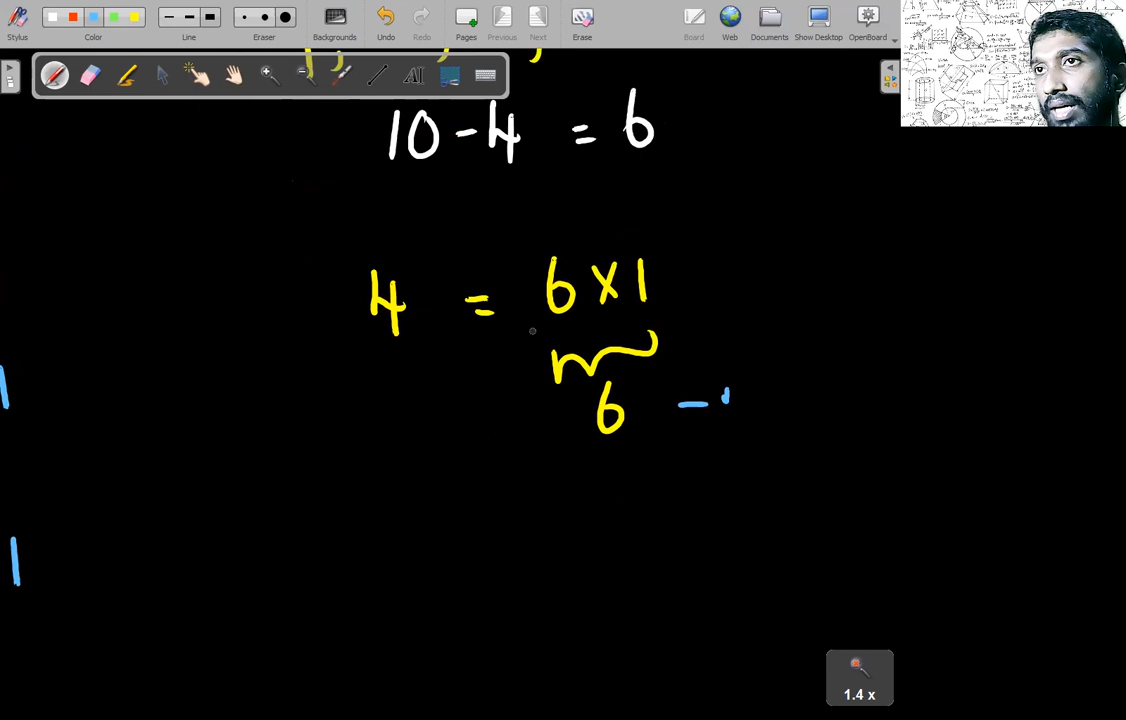 Stylus Color Line Eraser Backgrounds Undo Redo Pages Previous Next Erase Board Web Documents Show Desktop OpenBoard
10 - 4 = 6
4 = 6 × 1
6 -
1.4 x